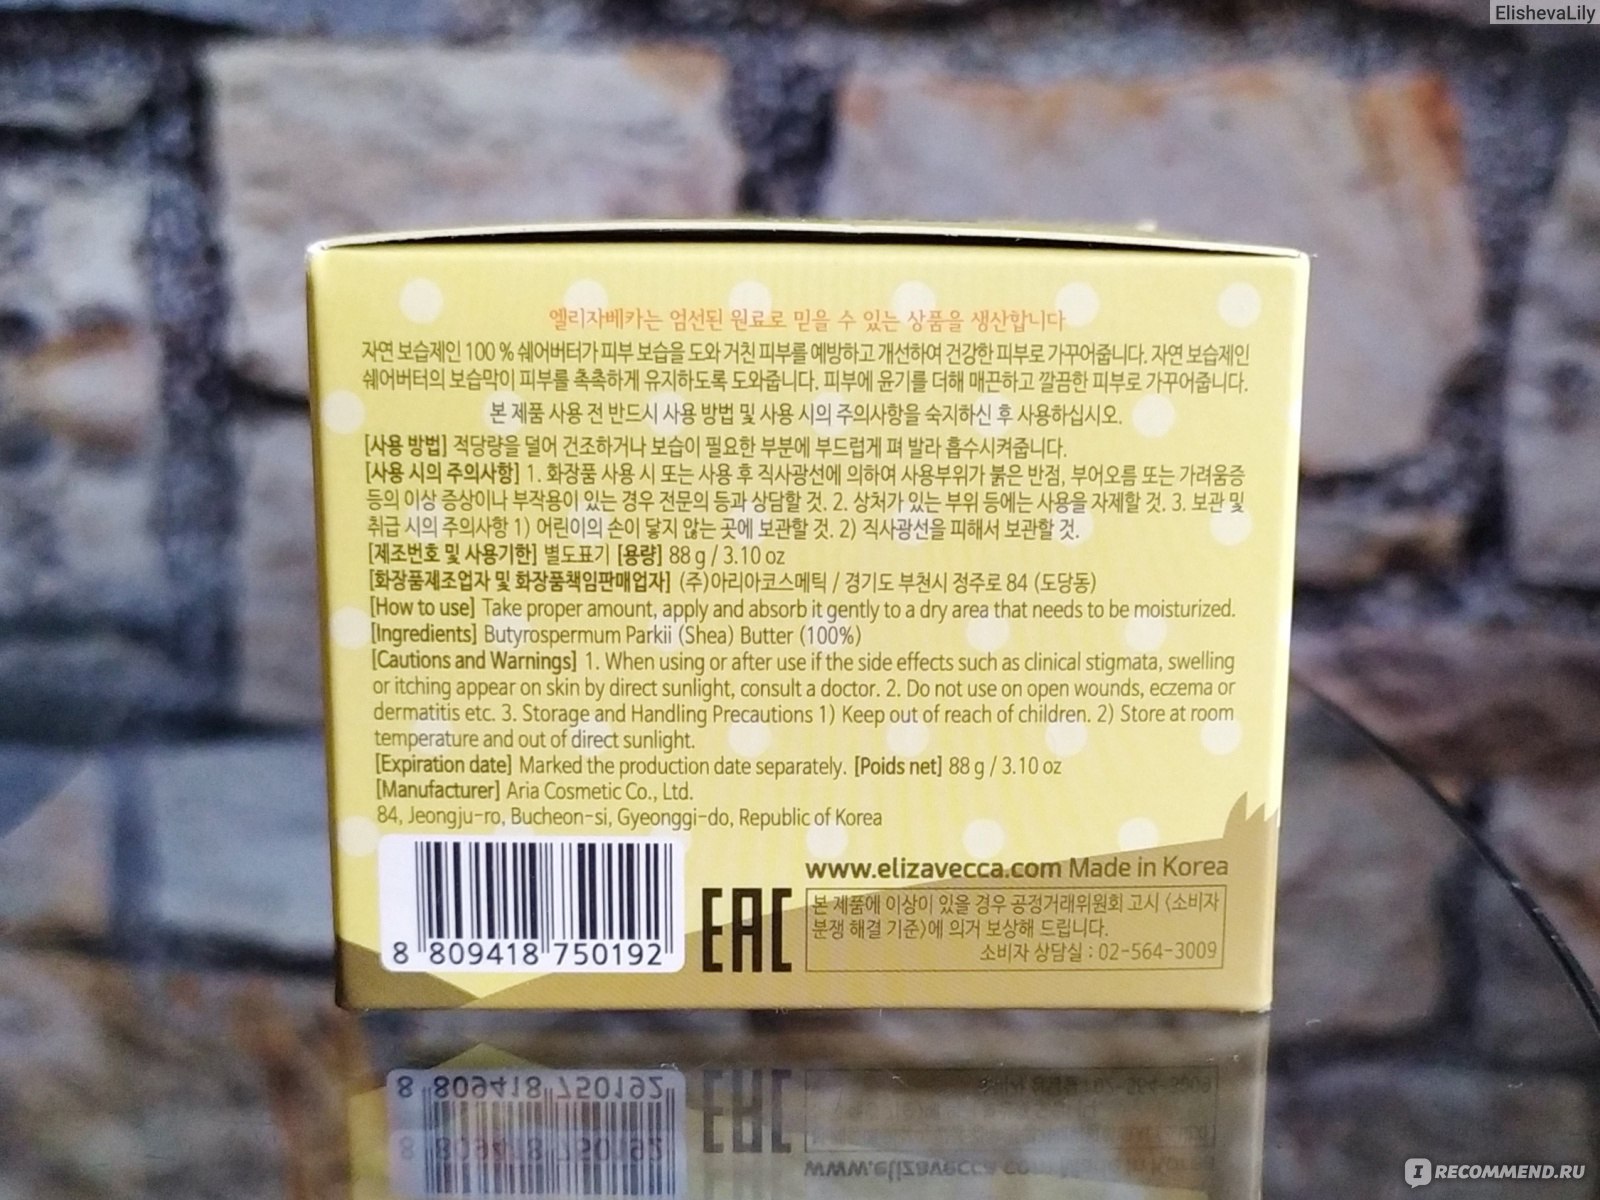 ElishevaLily
엘리자베카는 엄선된 원료로 믿을 수 있는 상품을 생산합니다
자연 보습제인 100 % 쉐어버터가 피부 보습을 도와 거친 피부를 예방하고 개선하여 건강한 피부로 가꾸어줍니다. 자연 보습제인
쉐어버터의 보습막이 피부를 촉촉하게 유지하도록 도와줍니다. 피부에 윤기를 더해 매끈하고 깔끔한 피부로 가꾸어줍니다.
본 제품 사용 전 반드시 사용 방법 및 사용 시의 주의사항을 숙지하신 후 사용하십시오.
[사용 방법] 적당량을 덜어 건조하거나 보습이 필요한 부분에 부드럽게 펴 발라 흡수시켜줍니다.
[사용 시의 주의사항] 1. 화장품 사용 시 또는 사용 후 직사광선에 의하여 사용부위가 붉은 반점, 부어오름 또는 가려움증
등의 이상 증상이나 부작용이 있는 경우 전문의 등과 상담할 것. 2. 상처가 있는 부위 등에는 사용을 자제할 것. 3. 보관 및
취급 시의 주의사항 1) 어린이의 손이 닿지 않는 곳에 보관할 것. 2) 직사광선을 피해서 보관할 것.
[제조번호 및 사용기한] 별도표기 [용량] 88 g / 3.10 oz
[화장품제조업자 및 화장품책임판매업자] (주)아리아코스메틱 / 경기도 부천시 정주로 84 (도당동)
[How to use] Take proper amount, apply and absorb it gently to a dry area that needs to be moisturized.
[Ingredients] Butyrospermum Parkii (Shea) Butter (100%)
[Cautions and Warnings] 1. When using or after use if the side effects such as clinical stigmata, swelling
or itching appear on skin by direct sunlight, consult a doctor. 2. Do not use on open wounds, eczema or
dermatitis etc. 3. Storage and Handling Precautions 1) Keep out of reach of children. 2) Store at room
temperature and out of direct sunlight.
[Expiration date] Marked the production date separately. [Poids net] 88 g / 3.10 oz
[Manufacturer] Aria Cosmetic Co., Ltd.
84, Jeongju-ro, Bucheon-si, Gyeonggi-do, Republic of Korea
www.elizavecca.com Made in Korea
8 809418 750192
EAC
본 제품에 이상이 있을 경우 공정거래위원회 고시 <소비자
분쟁 해결 기준>에 의거 보상해 드립니다.
소비자 상담실 : 02-564-3009
IRECOMMEND.RU